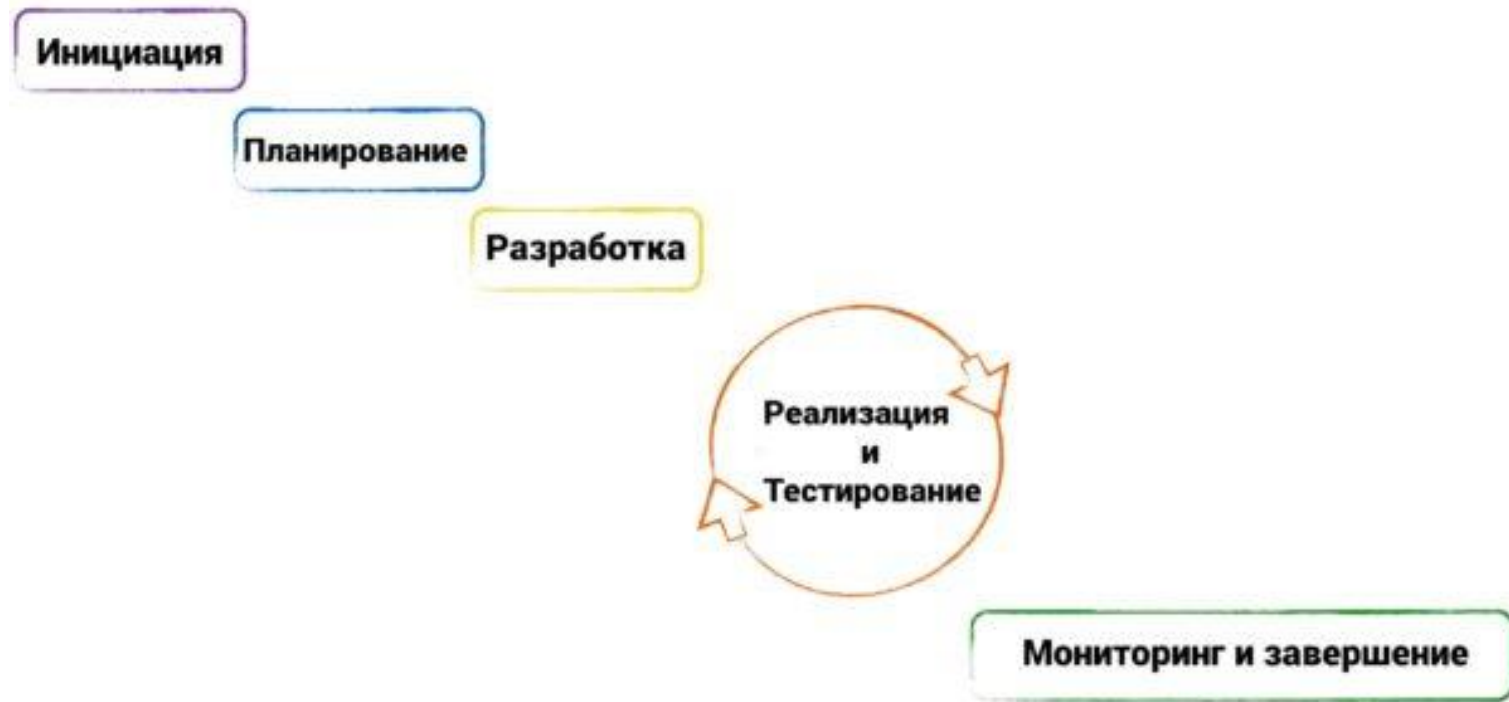 Инициация
Планирование
Разработка
Реализация
и
Тестирование
Мониторинг и завершение